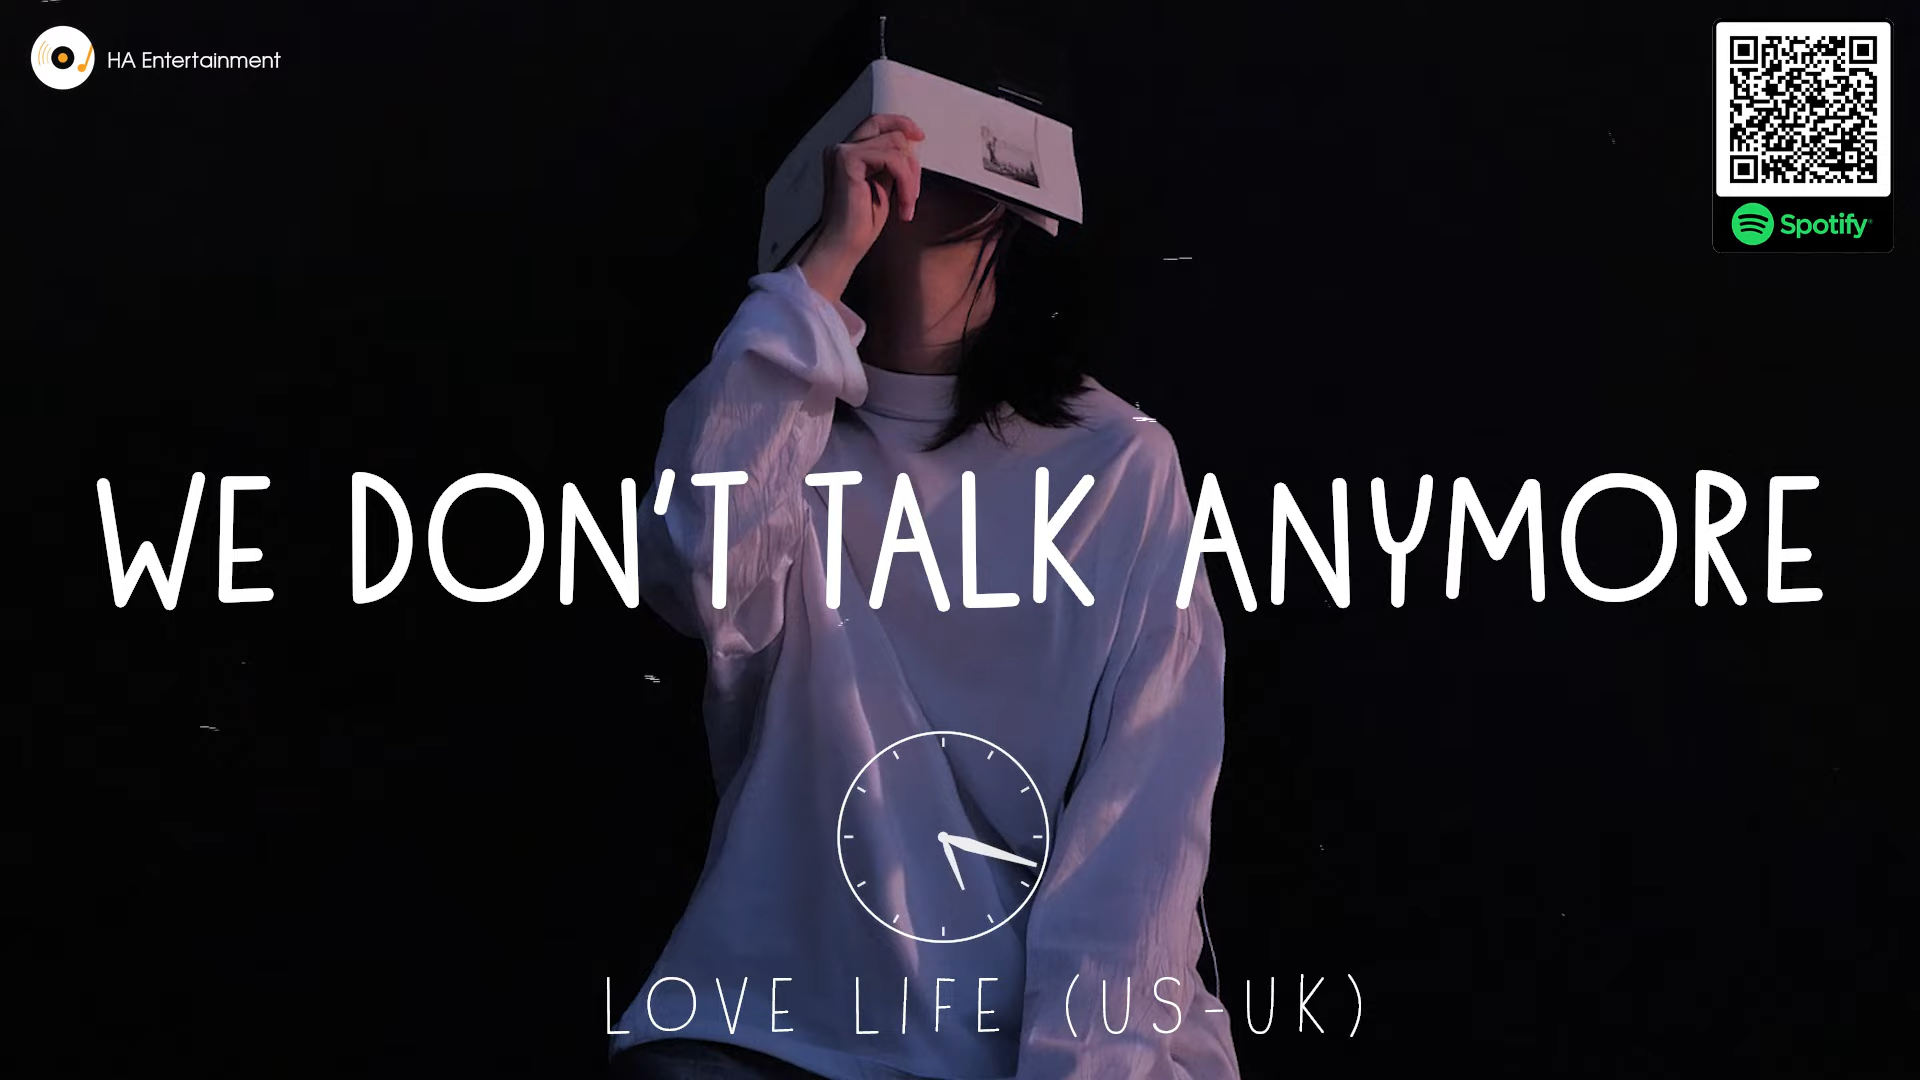 HA Entertainment
Spotify
WE DON'T TALK ANYMORE
LOVE LIFE (US-UK)